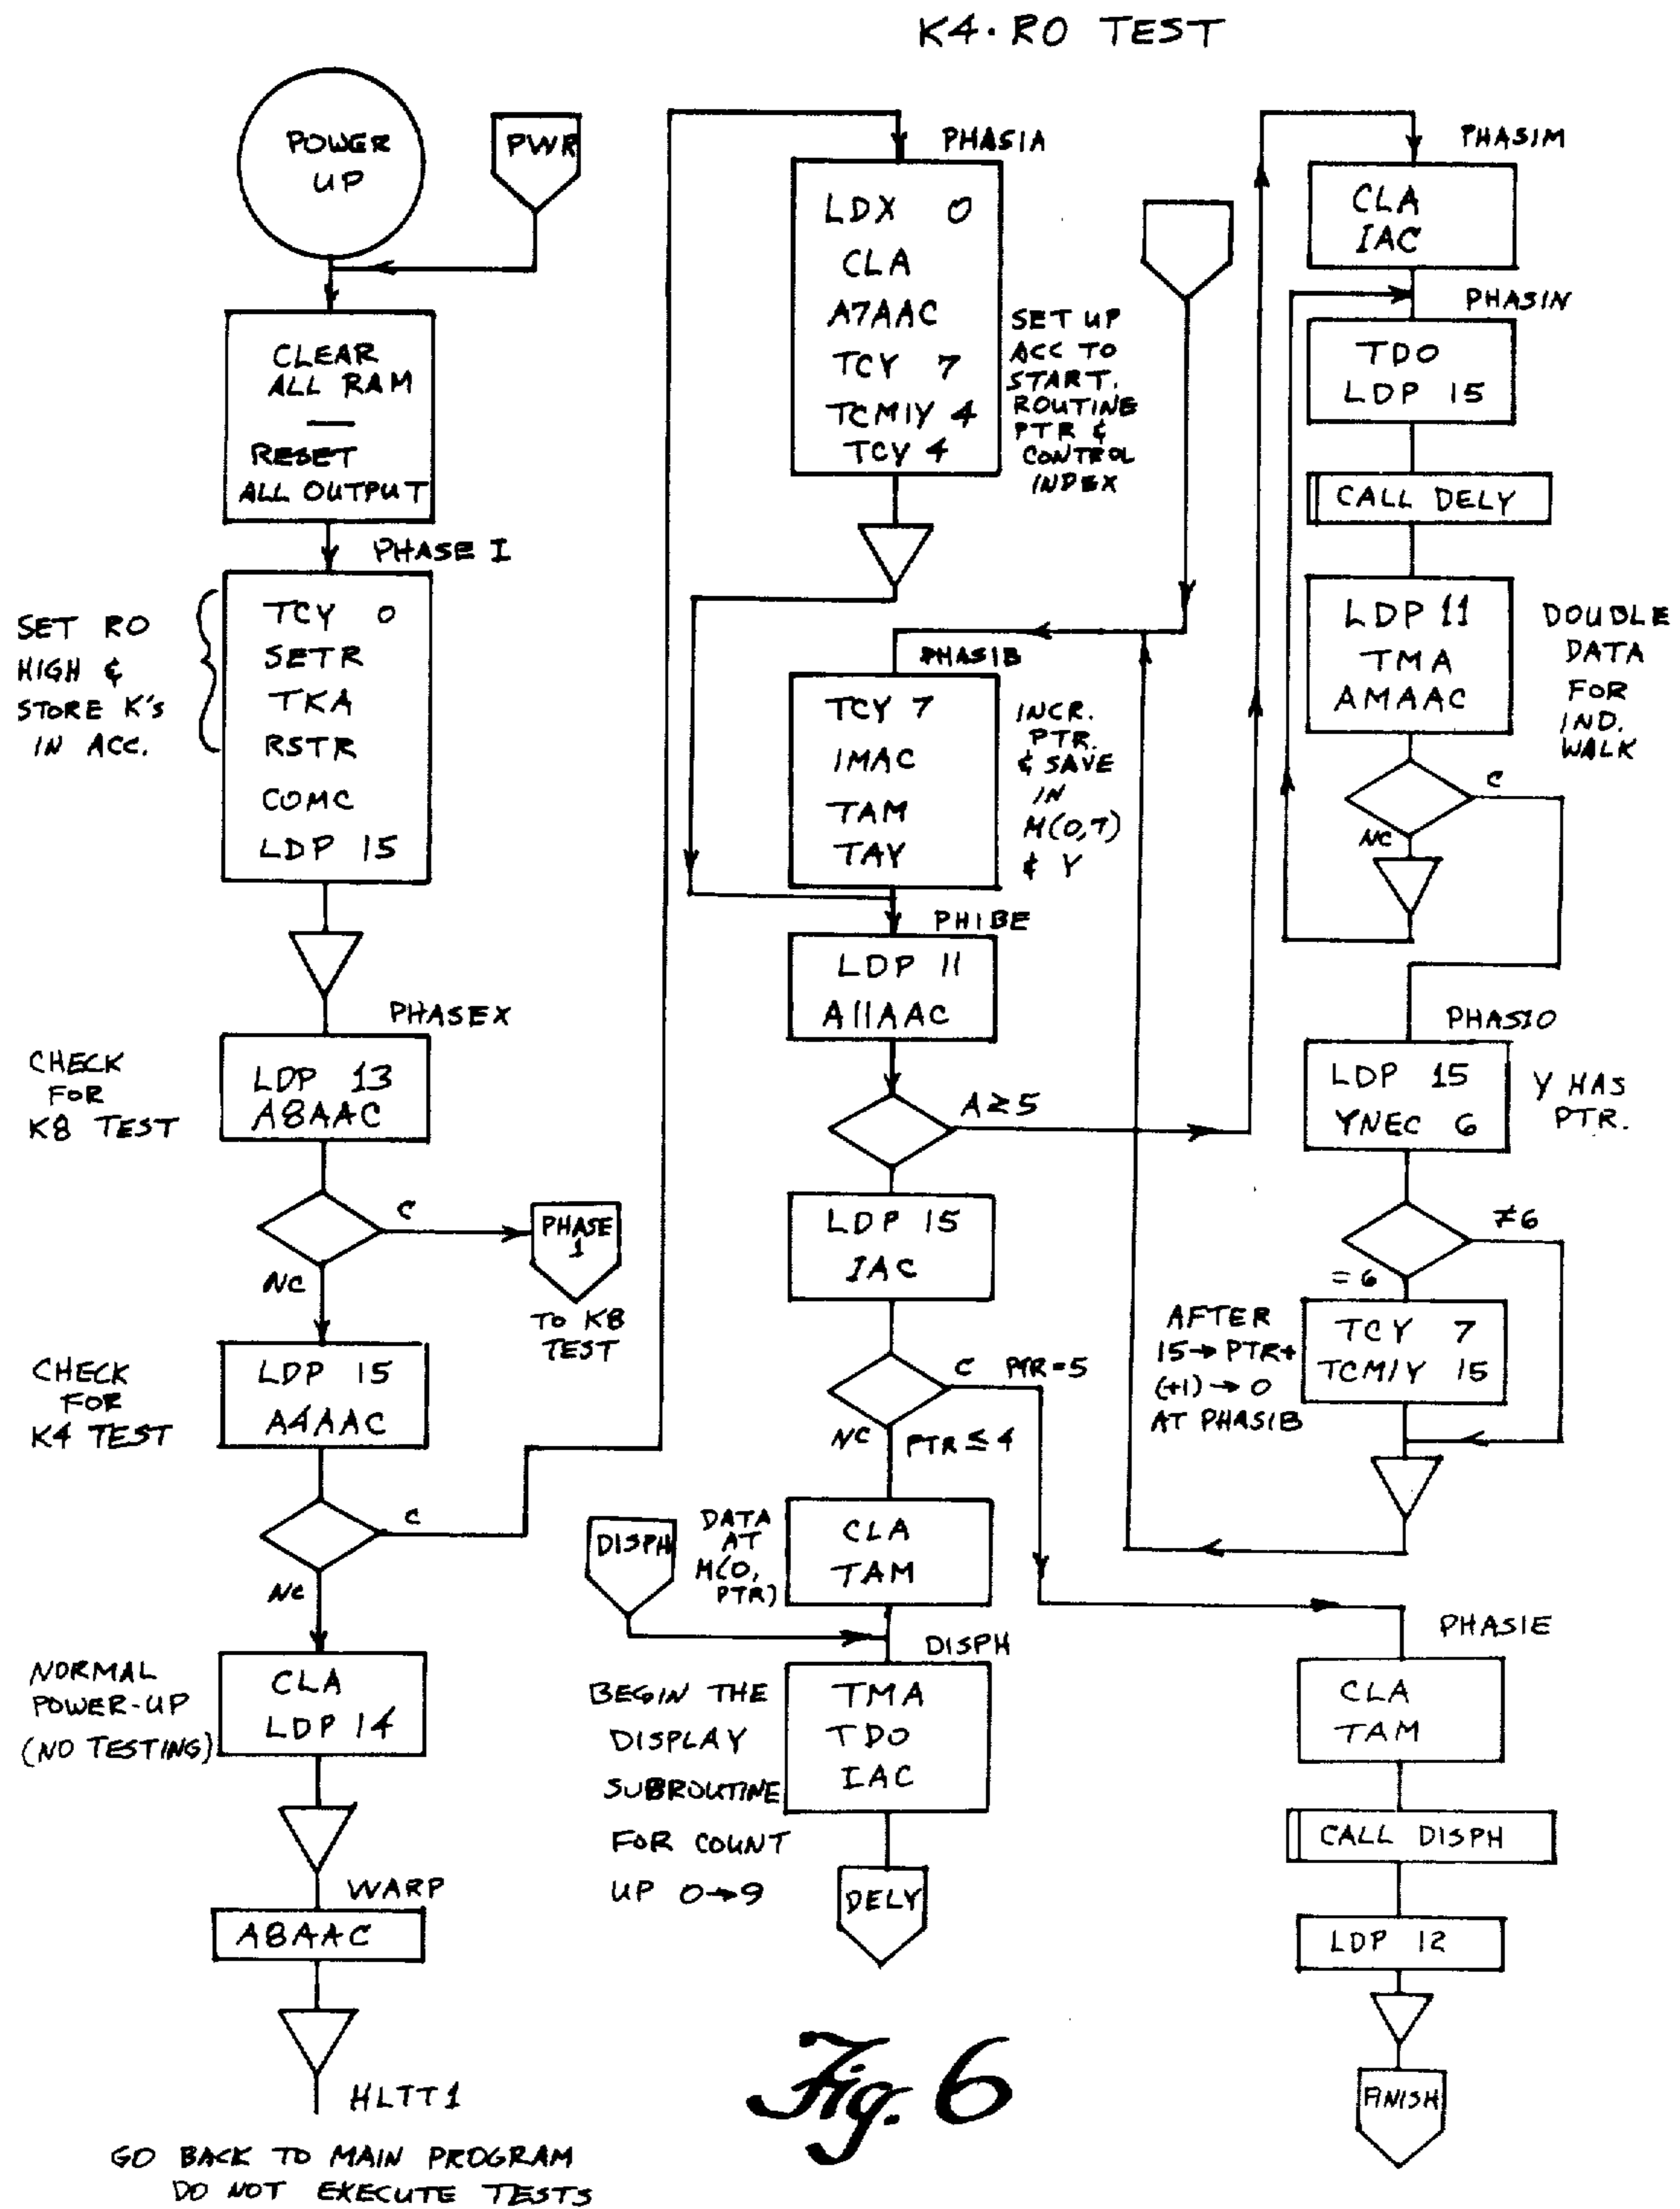 K4·R0 TEST
POWER
UP
PWR
CLEAR
ALL RAM
—
RESET
ALL OUTPUT
PHASE I
SET R0
HIGH &
STORE K's
IN ACC.
TCY 0
SETR
TKA
RSTR
COMC
LDP 15
PHASEX
CHECK
FOR
K8 TEST
LDP 13
A8AAC
C
PHASE
1
NC
TO K8
TEST
CHECK
FOR
K4 TEST
LDP 15
A4AAC
C
NC
NORMAL
POWER-UP
(NO TESTING)
CLA
LDP 14
WARP
A8AAC
HLTT1
GO BACK TO MAIN PROGRAM
DO NOT EXECUTE TESTS
PHASIA
LDX 0
CLA
A7AAC
TCY 7
TCMIY 4
TCY 4
SET UP
ACC TO
START.
ROUTINE
PTR &
CONTROL
INDEX
PHASIB
TCY 7
IMAC
TAM
TAY
INCR.
PTR.
& SAVE
IN
M(0,7)
& Y
PHIBE
LDP 11
A11AAC
A≥5
LDP 15
IAC
C PTR=5
NC PTR≤4
DATA
AT
M(0,
PTR)
CLA
TAM
DISPH
DISPH
BEGIN THE
DISPLAY
SUBROUTINE
FOR COUNT
UP 0→9
TMA
TDO
IAC
DELY
PHASIM
CLA
IAC
PHASIN
TDO
LDP 15
CALL DELY
LDP 11
TMA
AMAAC
DOUBLE
DATA
FOR
IND.
WALK
C
NC
PHASIO
LDP 15
YNEC 6
Y HAS
PTR.
≠6
=6
AFTER
15→PTR+
(+1)→0
AT PHASIB
TCY 7
TCMIY 15
PHASIE
CLA
TAM
CALL DISPH
LDP 12
FINISH
Fig. 6